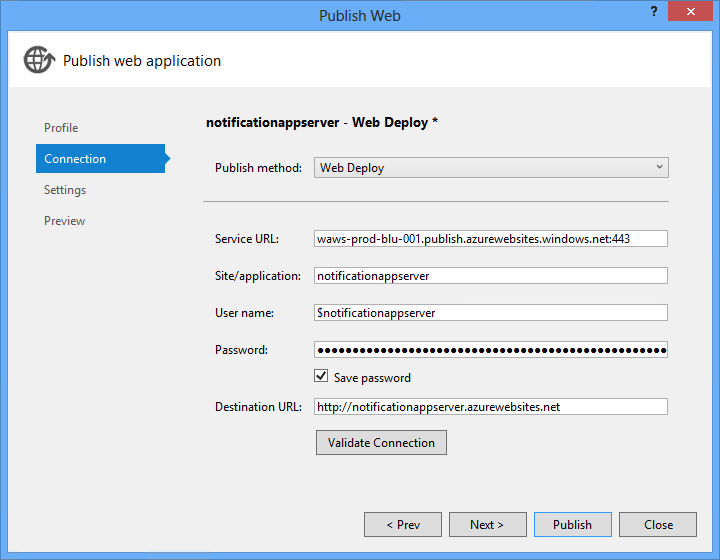 Publish Web
?
Publish web application
Profile
Connection
Settings
Preview
notificationappserver - Web Deploy *
Publish method: Web Deploy
Service URL: waws-prod-blu-001.publish.azurewebsites.windows.net:443
Site/application: notificationappserver
User name: $notificationappserver
Password:
Save password
Destination URL: http://notificationappserver.azurewebsites.net
Validate Connection
< Prev Next > Publish Close